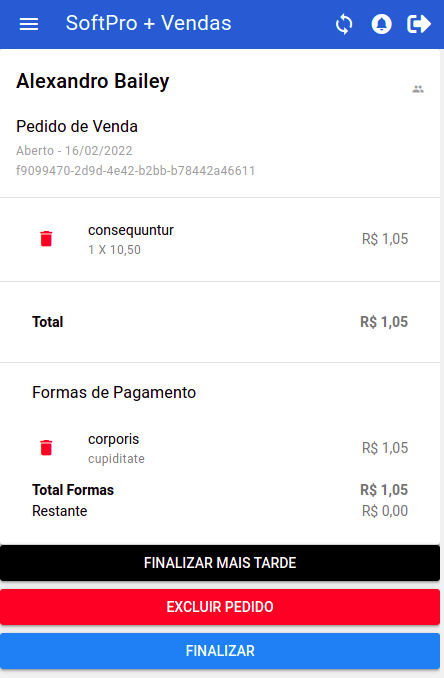 SoftPro + Vendas
Alexandro Bailey
Pedido de Venda
Aberto - 16/02/2022
f9099470-2d9d-4e42-b2bb-b78442a46611
consequuntur
R$ 1,05
1 X 10,50
Total R$ 1,05
Formas de Pagamento
corporis
R$ 1,05
cupiditate
Total Formas R$ 1,05
Restante R$ 0,00
FINALIZAR MAIS TARDE
EXCLUIR PEDIDO
FINALIZAR